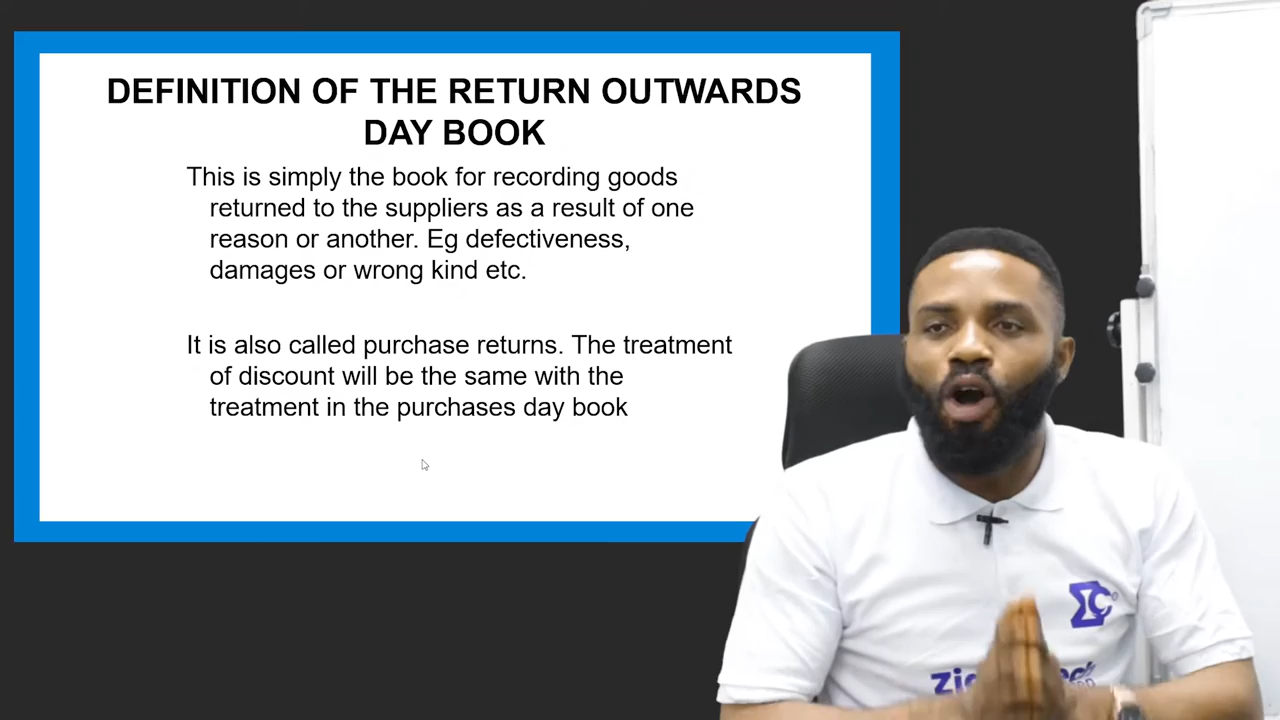 DEFINITION OF THE RETURN OUTWARDS
DAY BOOK
This is simply the book for recording goods
returned to the suppliers as a result of one
reason or another. Eg defectiveness,
damages or wrong kind etc.
It is also called purchase returns. The treatment
of discount will be the same with the
treatment in the purchases day book